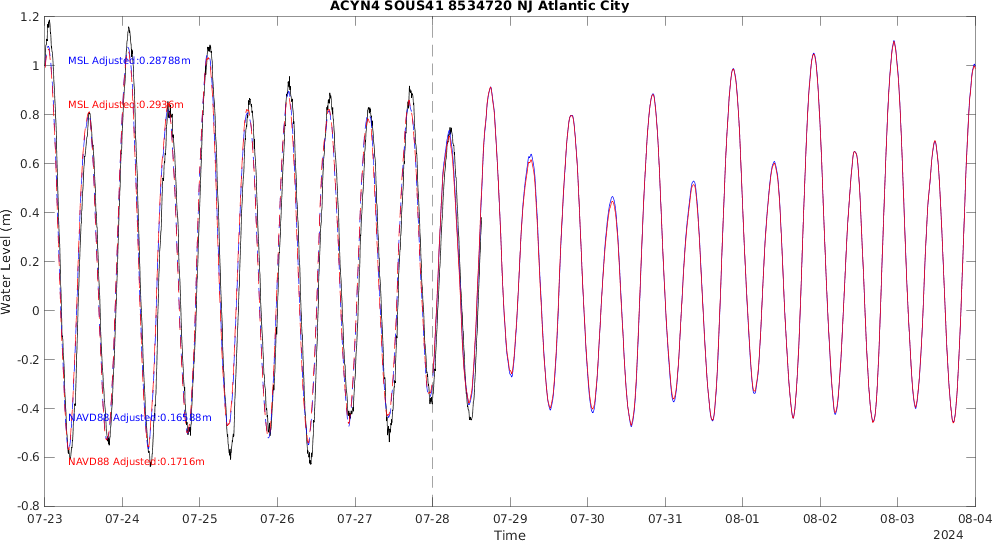 ACYN4 SOUS41 8534720 NJ Atlantic City
1.2
1
0.8
0.6
0.4
0.2
0
-0.2
-0.4
-0.6
-0.8
Water Level (m)
MSL Adjusted:0.28788m
MSL Adjusted:0.2936m
NAVD88 Adjusted:0.16588m
NAVD88 Adjusted:0.1716m
07-23 07-24 07-25 07-26 07-27 07-28 07-29 07-30 07-31 08-01 08-02 08-03 08-04
Time
2024